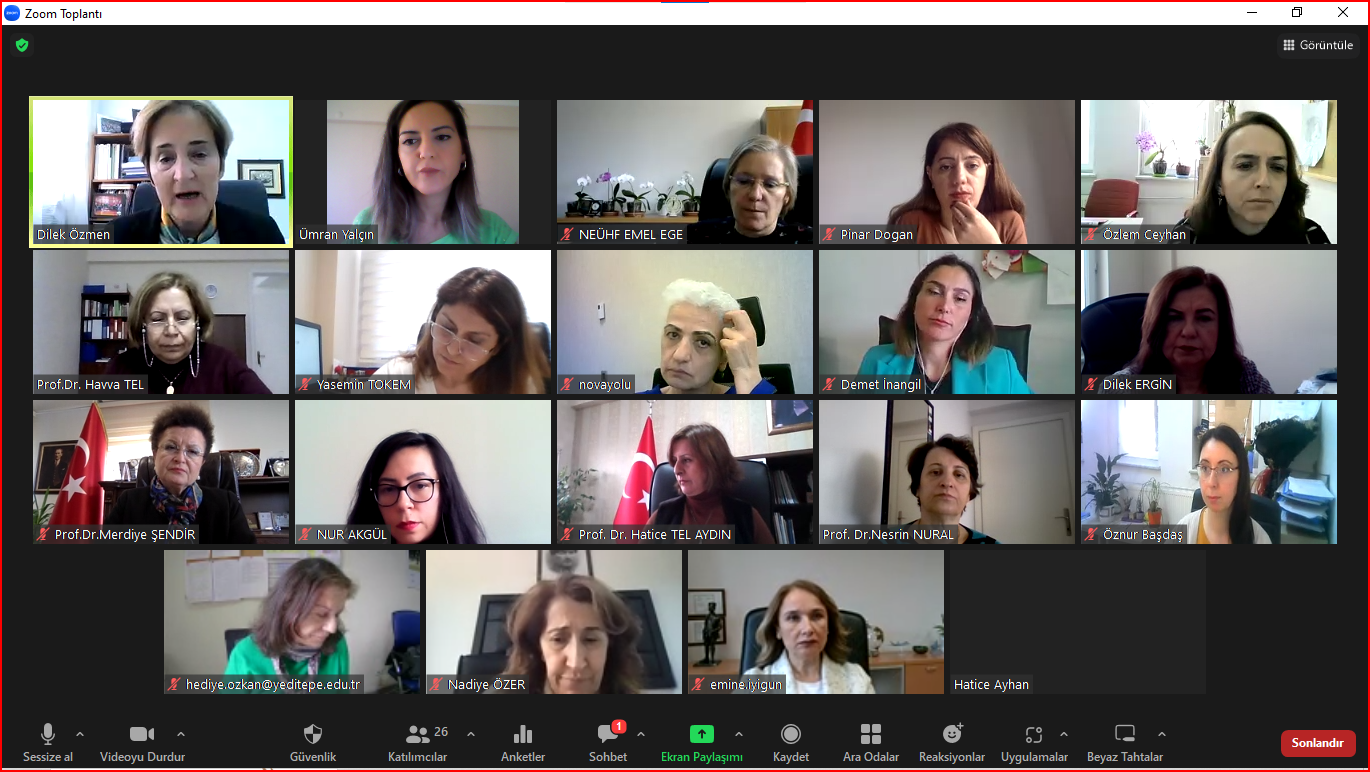 zoom
Zoom Toplantı
Görüntüle
Dilek Özmen
Ümran Yalçın
NEÜHF EMEL EGE
Pinar Dogan
Özlem Ceyhan
Prof.Dr. Havva TEL
Yasemin TOKEM
novayolu
Demet İnangil
Dilek ERGİN
Prof.Dr.Merdiye ŞENDİR
NUR AKGÜL
Prof. Dr. Hatice TEL AYDIN
Prof. Dr.Nesrin NURAL
Öznur Başdaş
hediye.ozkan@yeditepe.edu.tr
Nadiye ÖZER
emine.iyigun
Hatice Ayhan
26
1
Sessize al
Videoyu Durdur
Güvenlik
Katılımcılar
Anketler
Sohbet
Ekran Paylaşımı
Kaydet
Ara Odalar
Reaksiyonlar
Uygulamalar
Beyaz Tahtalar
Sonlandır